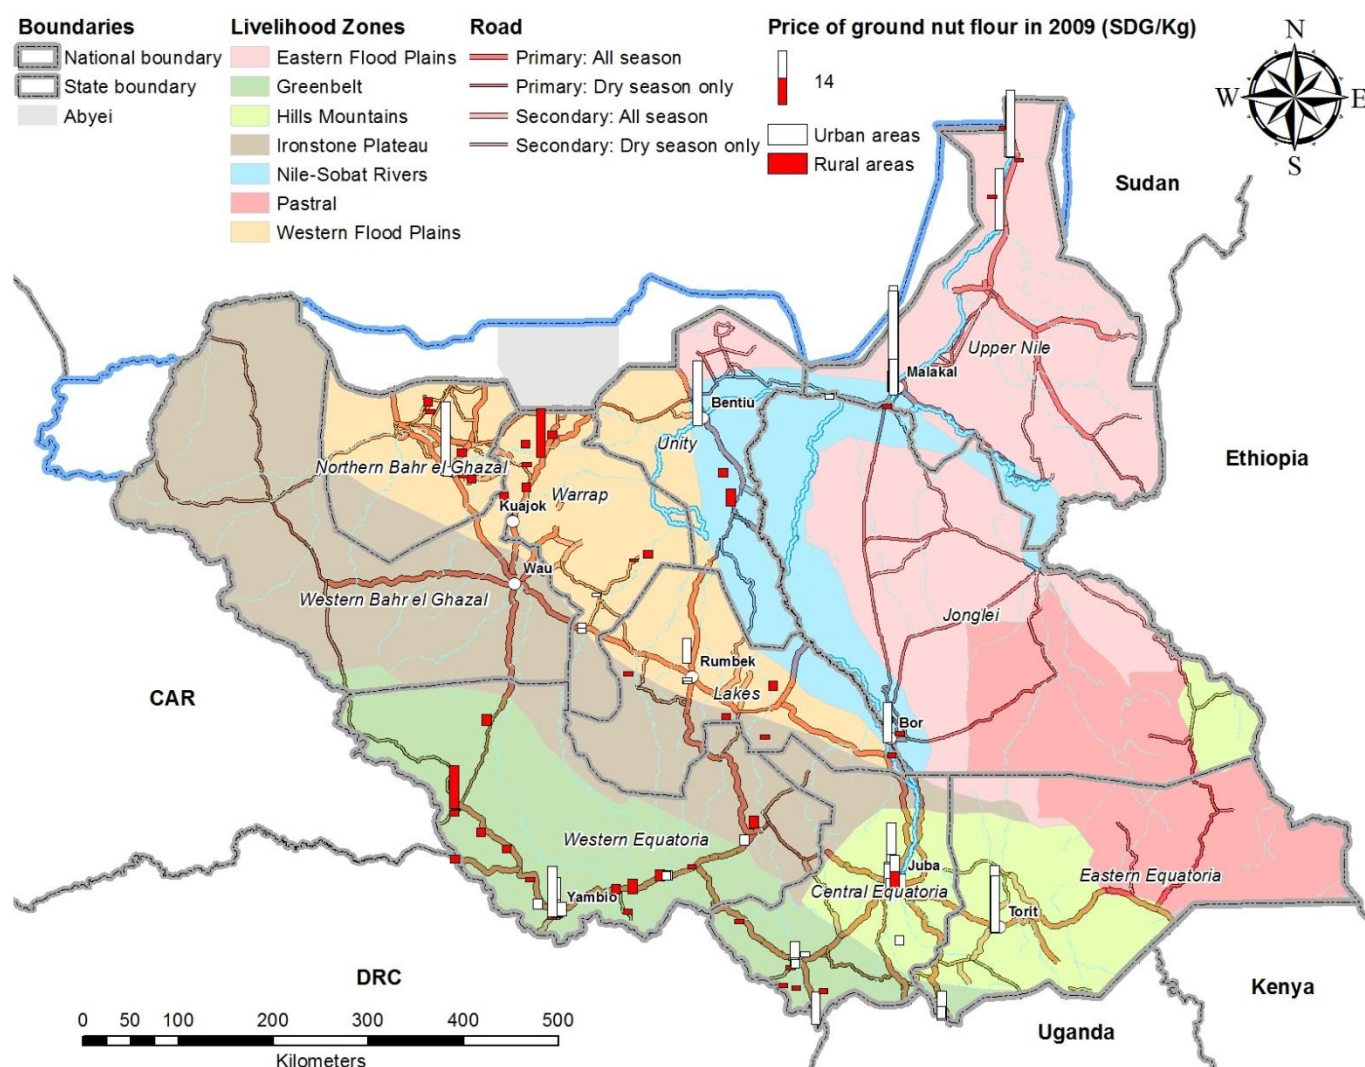 Boundaries
National boundary
State boundary
Abyei
Livelihood Zones
Eastern Flood Plains
Greenbelt
Hills Mountains
Ironstone Plateau
Nile-Sobat Rivers
Pastral
Western Flood Plains
Road
Primary: All season
Primary: Dry season only
Secondary: All season
Secondary: Dry season only
Price of ground nut flour in 2009 (SDG/Kg)
14
Urban areas
Rural areas
N
W E
S
Sudan
Upper Nile
Malakal
Bentiu
Unity
Ethiopia
Northern Bahr el Ghazal
Warrap
Kuajok
Wau
Western Bahr el Ghazal
Jonglei
Rumbek
Lakes
CAR
Bor
Western Equatoria
Juba
Eastern Equatoria
Central Equatoria
Yambio
Torit
DRC
Kenya
Uganda
0 50 100 200 300 400 500
Kilometers